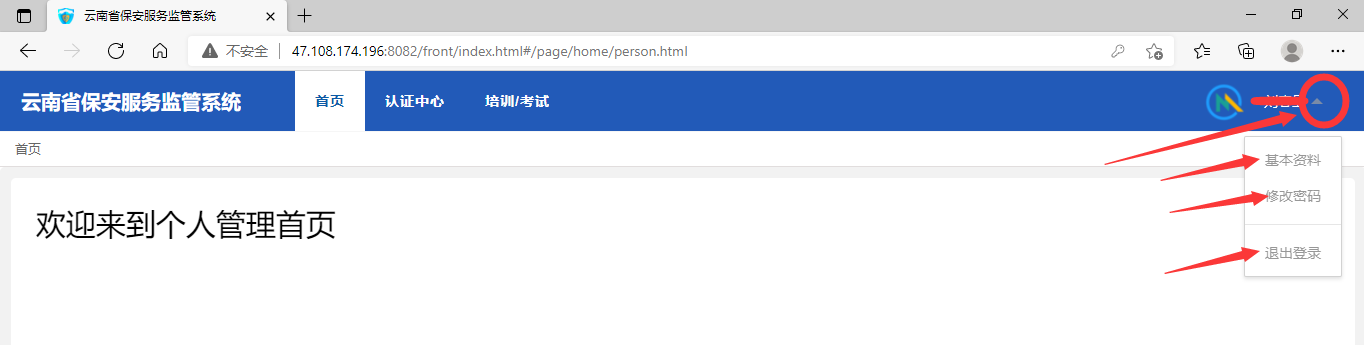 云南省保安服务监管系统
不安全 47.108.174.196:8082/front/index.html#/page/home/person.html
云南省保安服务监管系统 首页 认证中心 培训/考试
首页
基本资料
修改密码
退出登录
欢迎来到个人管理首页